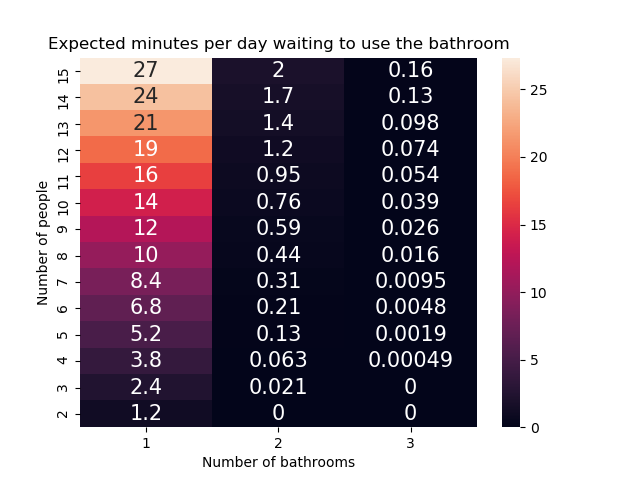 Expected minutes per day waiting to use the bathroom
Number of people
15 27 2 0.16
14 24 1.7 0.13
13 21 1.4 0.098
12 19 1.2 0.074
11 16 0.95 0.054
10 14 0.76 0.039
9 12 0.59 0.026
8 10 0.44 0.016
7 8.4 0.31 0.0095
6 6.8 0.21 0.0048
5 5.2 0.13 0.0019
4 3.8 0.063 0.00049
3 2.4 0.021 0
2 1.2 0 0
1 2 3
Number of bathrooms
25
20
15
10
5
0